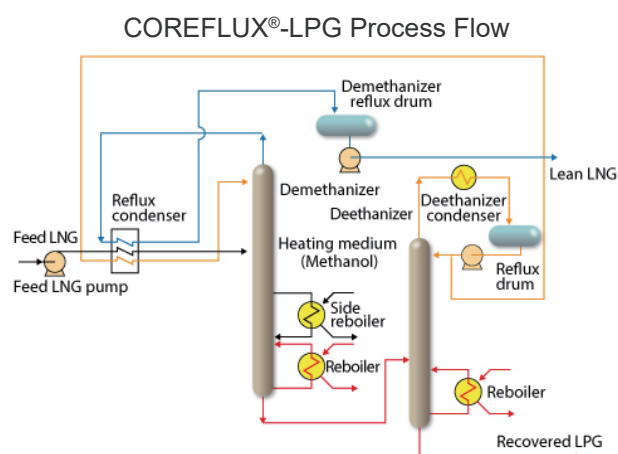 COREFLUX®-LPG Process Flow
Demethanizer
reflux drum
Lean LNG
Reflux
condenser
Demethanizer
Deethanizer
Deethanizer
condenser
Feed LNG
Feed LNG pump
Heating medium
(Methanol)
Reflux
drum
Side
reboiler
Reboiler
Reboiler
Recovered LPG